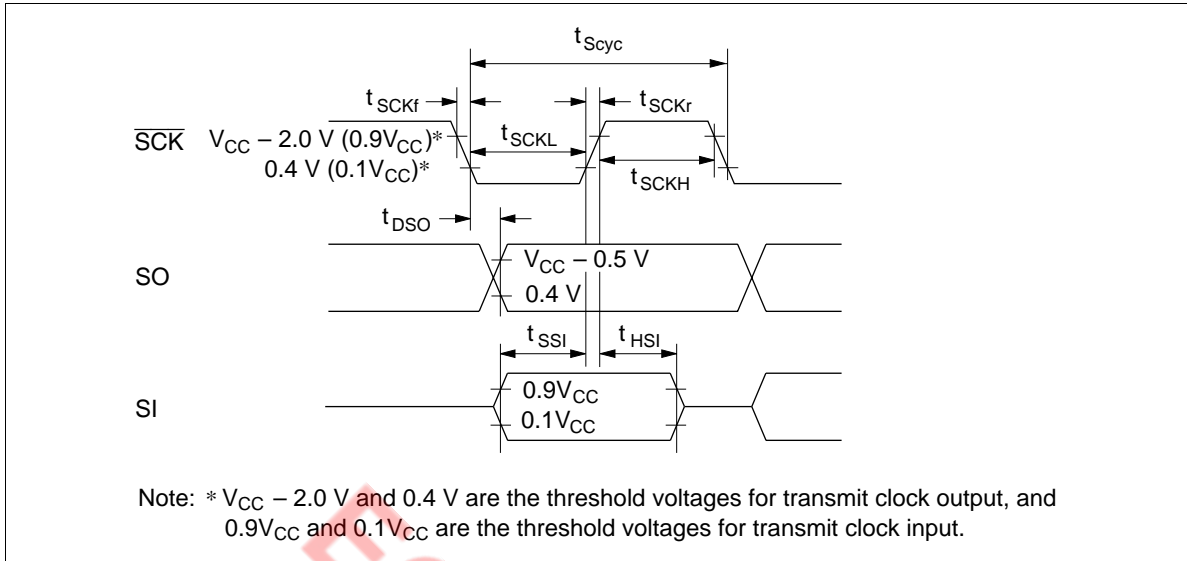 tScyc
tSCKf
tSCKr
SCK VCC – 2.0 V (0.9VCC)*
tSCKL
0.4 V (0.1VCC)*
tSCKH
tDSO
SO
VCC – 0.5 V
0.4 V
tSSI
tHSI
SI
0.9VCC
0.1VCC
Note: * VCC – 2.0 V and 0.4 V are the threshold voltages for transmit clock output, and
0.9VCC and 0.1VCC are the threshold voltages for transmit clock input.